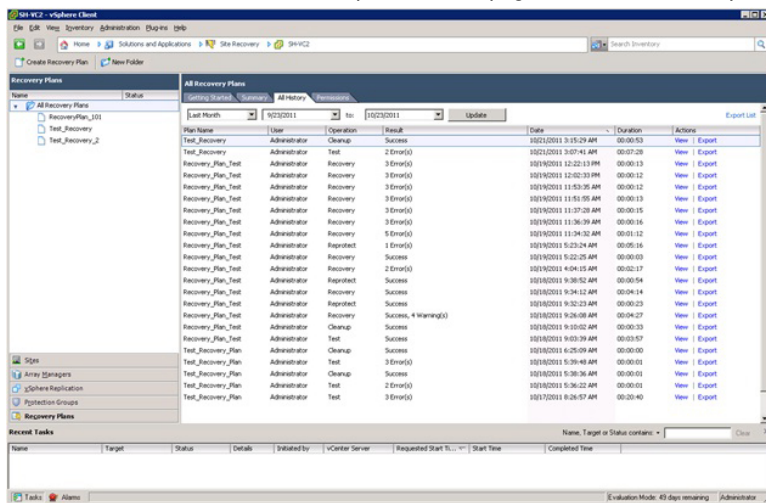 SH-VC2 - vSphere Client
File Edit View Inventory Administration Plug-ins Help
Home Solutions and Applications Site Recovery SH-VC2 Search Inventory
Create Recovery Plan New Folder
Recovery Plans
Name Status
All Recovery Plans
RecoveryPlan_101
Test_Recovery
Test_Recovery_2
Sites
Array Managers
vSphere Replication
Protection Groups
Recovery Plans
All Recovery Plans
Getting Started Summary All History Permissions
Last Month 9/23/2011 to: 10/23/2011 Update Export List
Plan Name User Operation Result Date Duration Actions
Test_Recovery Administrator Cleanup Success 10/21/2011 3:15:29 AM 00:00:53 View | Export
Test_Recovery Administrator Test 2 Error(s) 10/21/2011 3:07:41 AM 00:07:28 View | Export
Recovery_Plan_Test Administrator Recovery 3 Error(s) 10/19/2011 12:22:13 PM 00:00:13 View | Export
Recovery_Plan_Test Administrator Recovery 3 Error(s) 10/19/2011 12:02:33 PM 00:00:12 View | Export
Recovery_Plan_Test Administrator Recovery 3 Error(s) 10/19/2011 11:53:35 AM 00:00:12 View | Export
Recovery_Plan_Test Administrator Recovery 3 Error(s) 10/19/2011 11:51:55 AM 00:00:13 View | Export
Recovery_Plan_Test Administrator Recovery 3 Error(s) 10/19/2011 11:37:28 AM 00:00:15 View | Export
Recovery_Plan_Test Administrator Recovery 3 Error(s) 10/19/2011 11:36:39 AM 00:00:16 View | Export
Recovery_Plan_Test Administrator Recovery 5 Error(s) 10/19/2011 11:34:32 AM 00:01:12 View | Export
Recovery_Plan_Test Administrator Reprotect 1 Error(s) 10/19/2011 5:23:24 AM 00:05:16 View | Export
Recovery_Plan_Test Administrator Recovery Success 10/19/2011 5:22:25 AM 00:00:03 View | Export
Recovery_Plan_Test Administrator Recovery 2 Error(s) 10/19/2011 4:04:15 AM 00:02:17 View | Export
Recovery_Plan_Test Administrator Reprotect Success 10/18/2011 9:38:52 AM 00:00:54 View | Export
Recovery_Plan_Test Administrator Recovery Success 10/18/2011 9:34:12 AM 00:04:14 View | Export
Recovery_Plan_Test Administrator Reprotect Success 10/18/2011 9:32:23 AM 00:00:23 View | Export
Recovery_Plan_Test Administrator Recovery Success, 4 Warning(s) 10/18/2011 9:26:08 AM 00:04:27 View | Export
Recovery_Plan_Test Administrator Cleanup Success 10/18/2011 9:10:02 AM 00:00:33 View | Export
Recovery_Plan_Test Administrator Test Success 10/18/2011 9:03:39 AM 00:03:57 View | Export
Test_Recovery_Plan Administrator Cleanup Success 10/18/2011 6:25:09 AM 00:00:00 View | Export
Test_Recovery_Plan Administrator Test 3 Error(s) 10/18/2011 5:39:48 AM 00:00:01 View | Export
Test_Recovery_Plan Administrator Cleanup Success 10/18/2011 5:38:36 AM 00:00:01 View | Export
Test_Recovery_Plan Administrator Test 2 Error(s) 10/18/2011 5:36:22 AM 00:00:01 View | Export
Test_Recovery_Plan Administrator Test 3 Error(s) 10/17/2011 8:26:57 AM 00:20:40 View | Export
Recent Tasks Name, Target or Status contains: Clear
Name Target Status Details Initiated by vCenter Server Requested Start Ti... Start Time Completed Time
Tasks Alarms Evaluation Mode: 49 days remaining Administrator